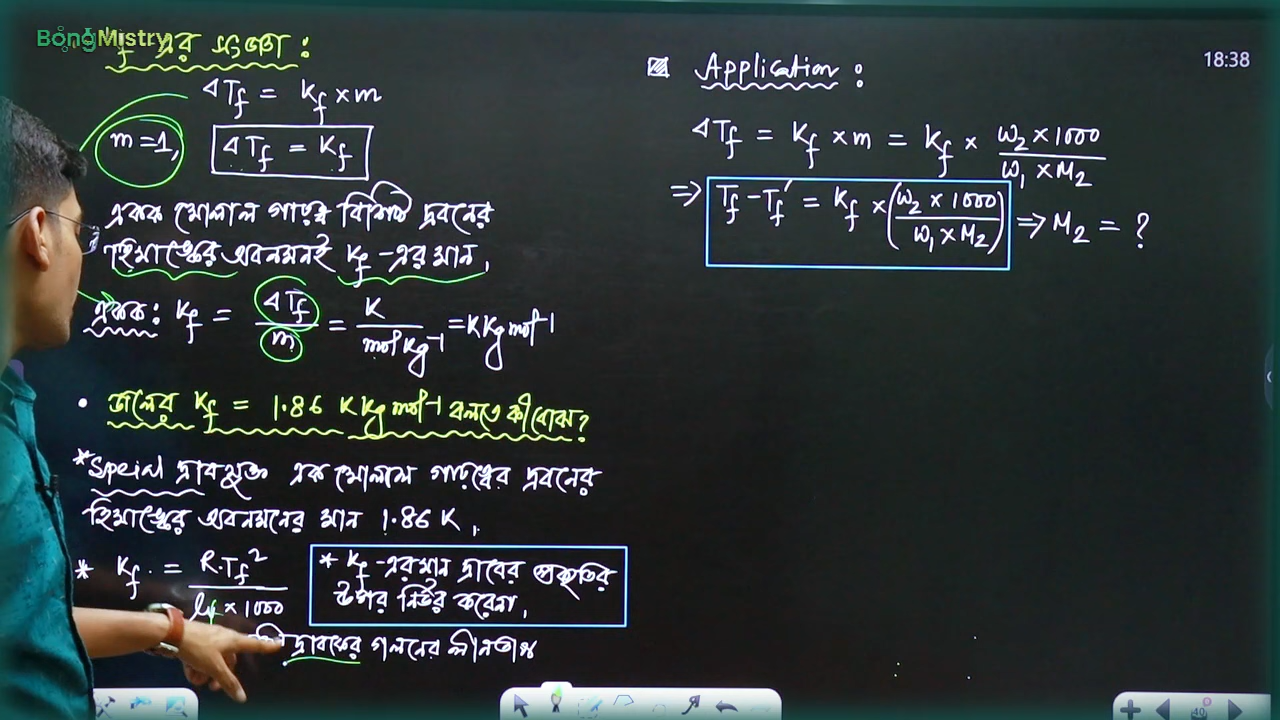 BongMistry
f এর সংজ্ঞা :
ΔTf = Kf × m
m = 1, ΔTf = Kf
একক মোলাল গাঢ়ত্ব বিশিষ্ট দ্রবনের
হিমাঙ্কের অবনমনই Kf -এর মান,
একক : Kf = ΔTf / m = K / mol Kg⁻¹ = K Kg mol⁻¹
• জলের Kf = 1.86 K Kg mol⁻¹ বলতে কী বোঝ?
* Special দ্রাবযুক্ত এক মোলাল গাঢ়ত্বের দ্রবনের
হিমাঙ্কের অবনমনের মান 1.86 K,
* Kf = R.Tf² / lf × 1000
* Kf -এর মান দ্রাবের প্রকৃতির
উপর নির্ভর করেনা,
দ্রাবকের গলনের লীনতাপ
18:38
Application :
ΔTf = Kf × m = Kf × W₂ × 1000 / W₁ × M₂
⇒ Tf - Tf' = Kf × (W₂ × 1000 / W₁ × M₂) ⇒ M₂ = ?
40